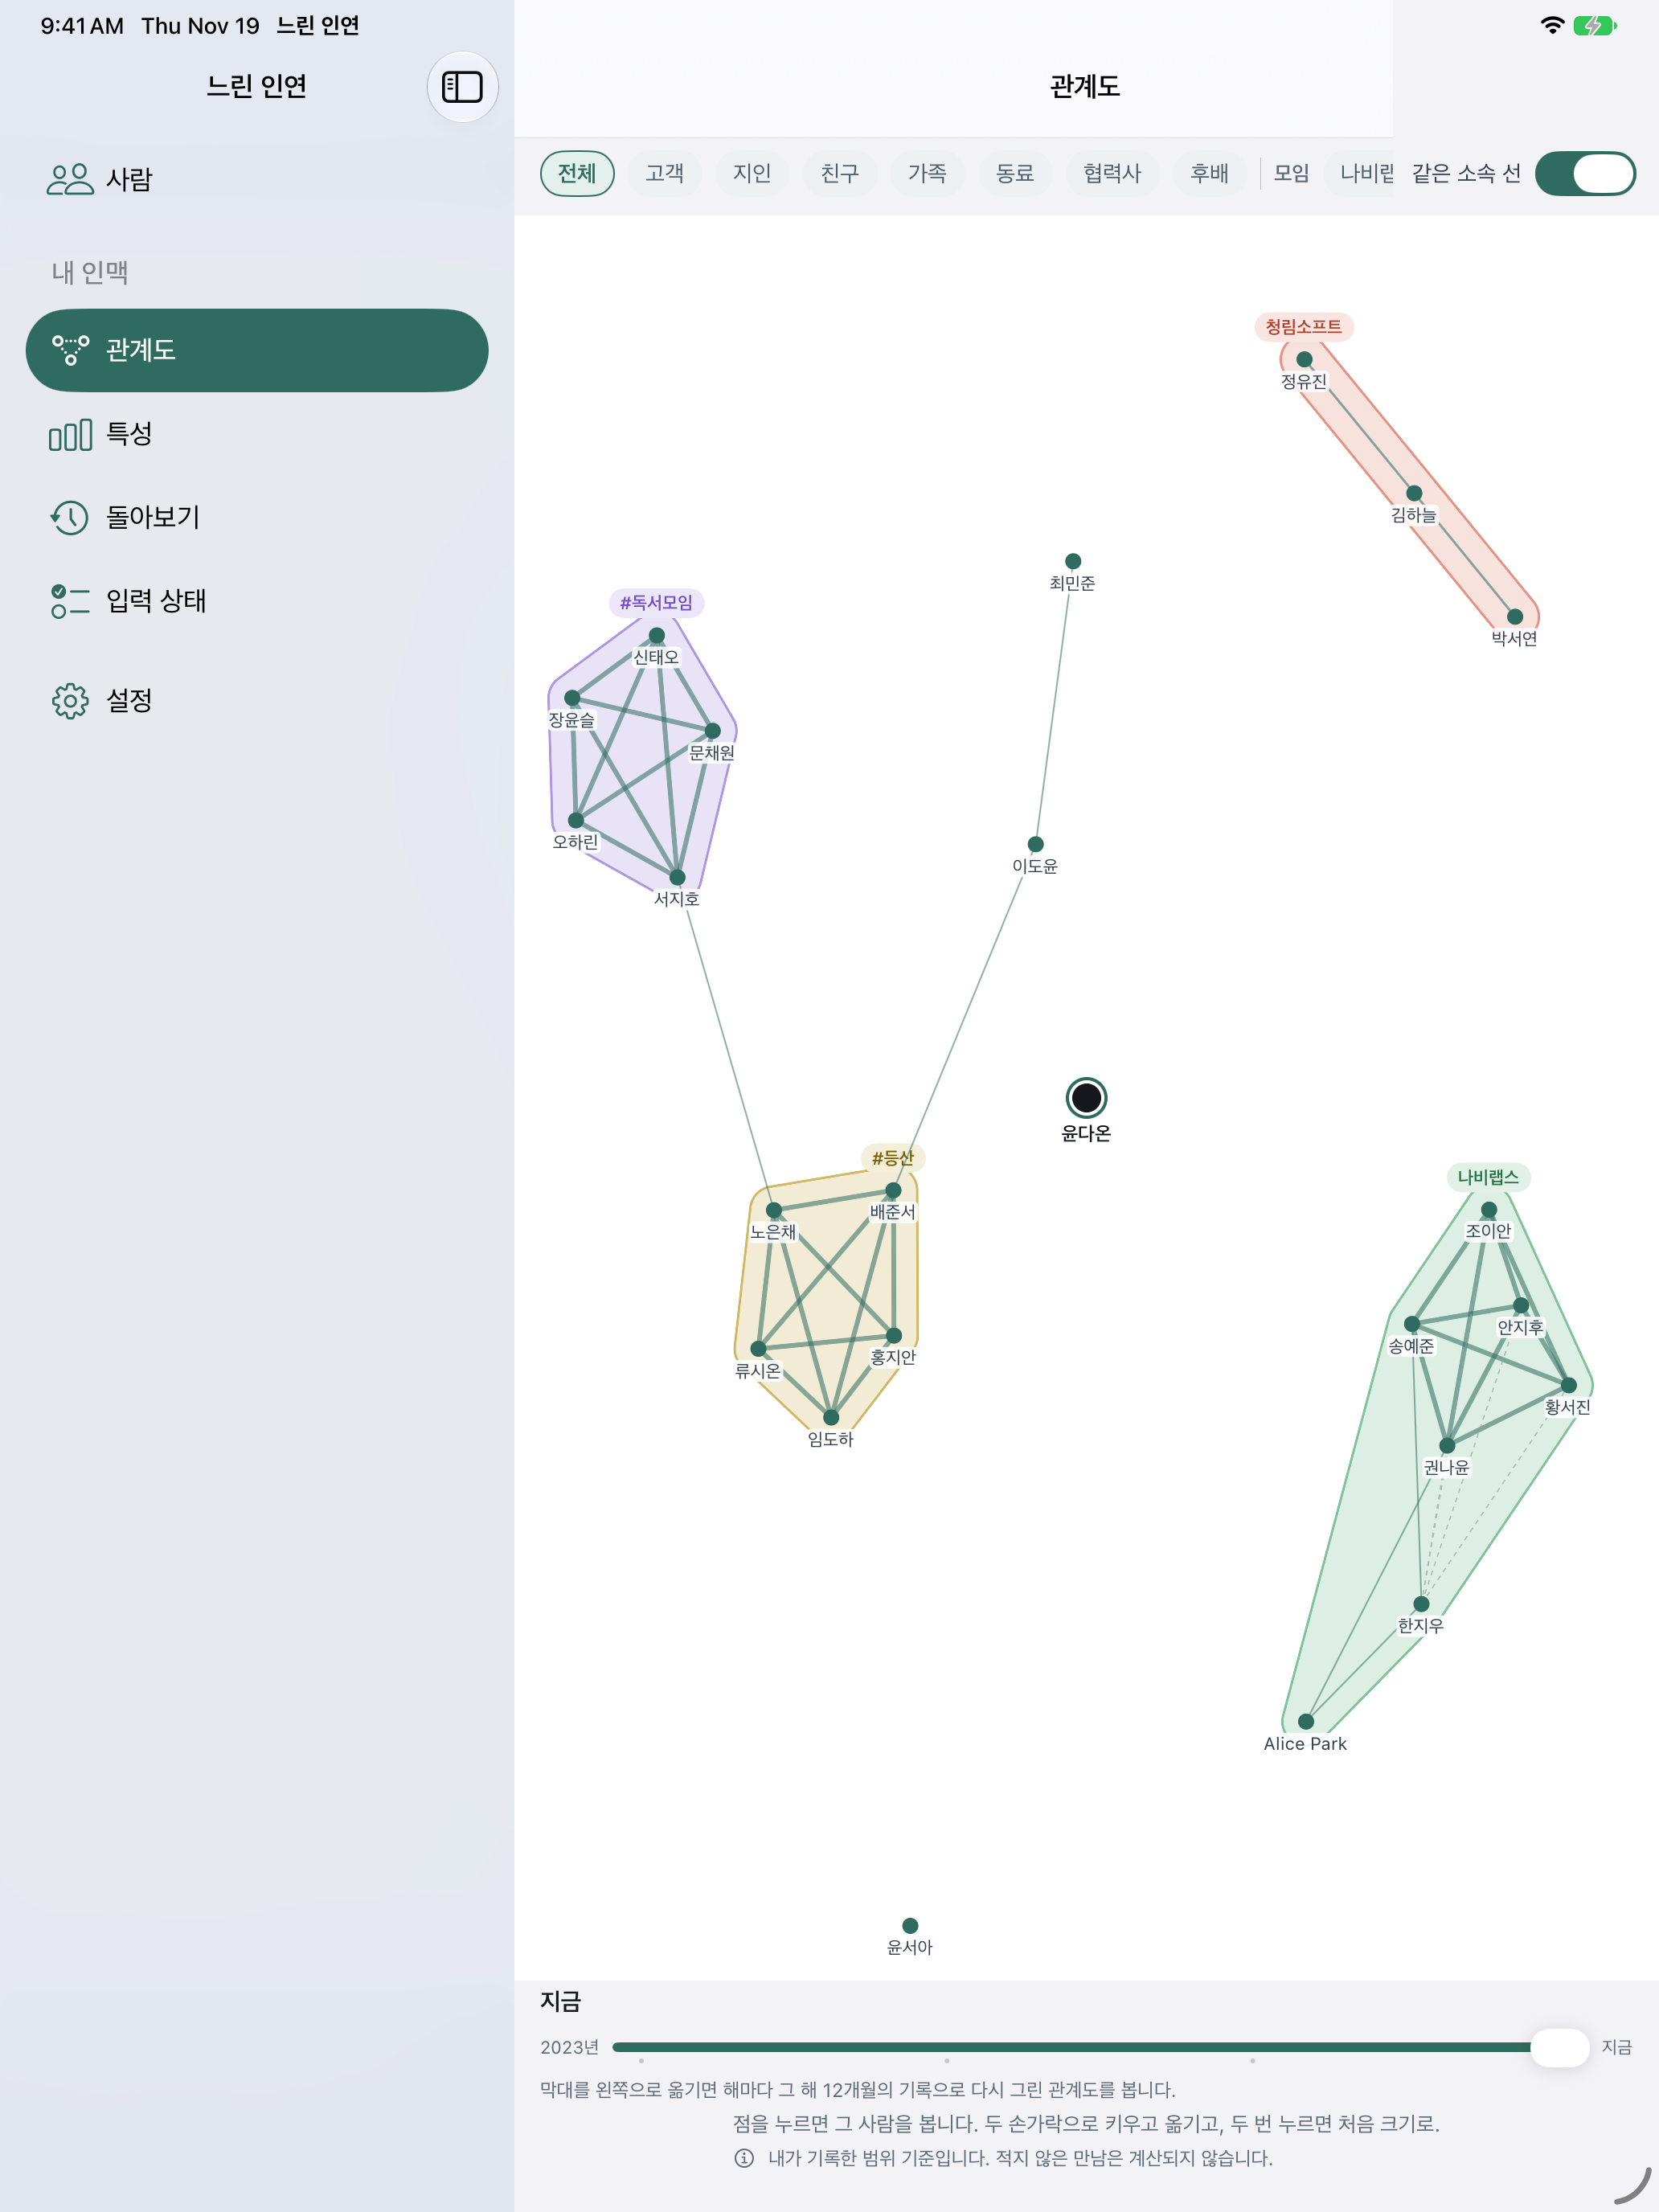 9:41 AM Thu Nov 19 느린 인연
느린 인연
사람
내 인맥
관계도
특성
돌아보기
입력 상태
설정
관계도
전체 고객 지인 친구 가족 동료 협력사 후배 모임 나비랩 같은 소속 선
청림소프트
정유진
김하늘
박서연
최민준
#독서모임
신태오
장윤슬
문채원
오하린
서지호
이도윤
윤다온
#등산
배준서
노은채
홍지안
류시온
임도하
나비랩스
조이안
안지후
송예준
황서진
권나윤
한지우
Alice Park
윤서아
지금
2023년 지금
막대를 왼쪽으로 옮기면 해마다 그 해 12개월의 기록으로 다시 그린 관계도를 봅니다.
점을 누르면 그 사람을 봅니다. 두 손가락으로 키우고 옮기고, 두 번 누르면 처음 크기로.
내가 기록한 범위 기준입니다. 적지 않은 만남은 계산되지 않습니다.